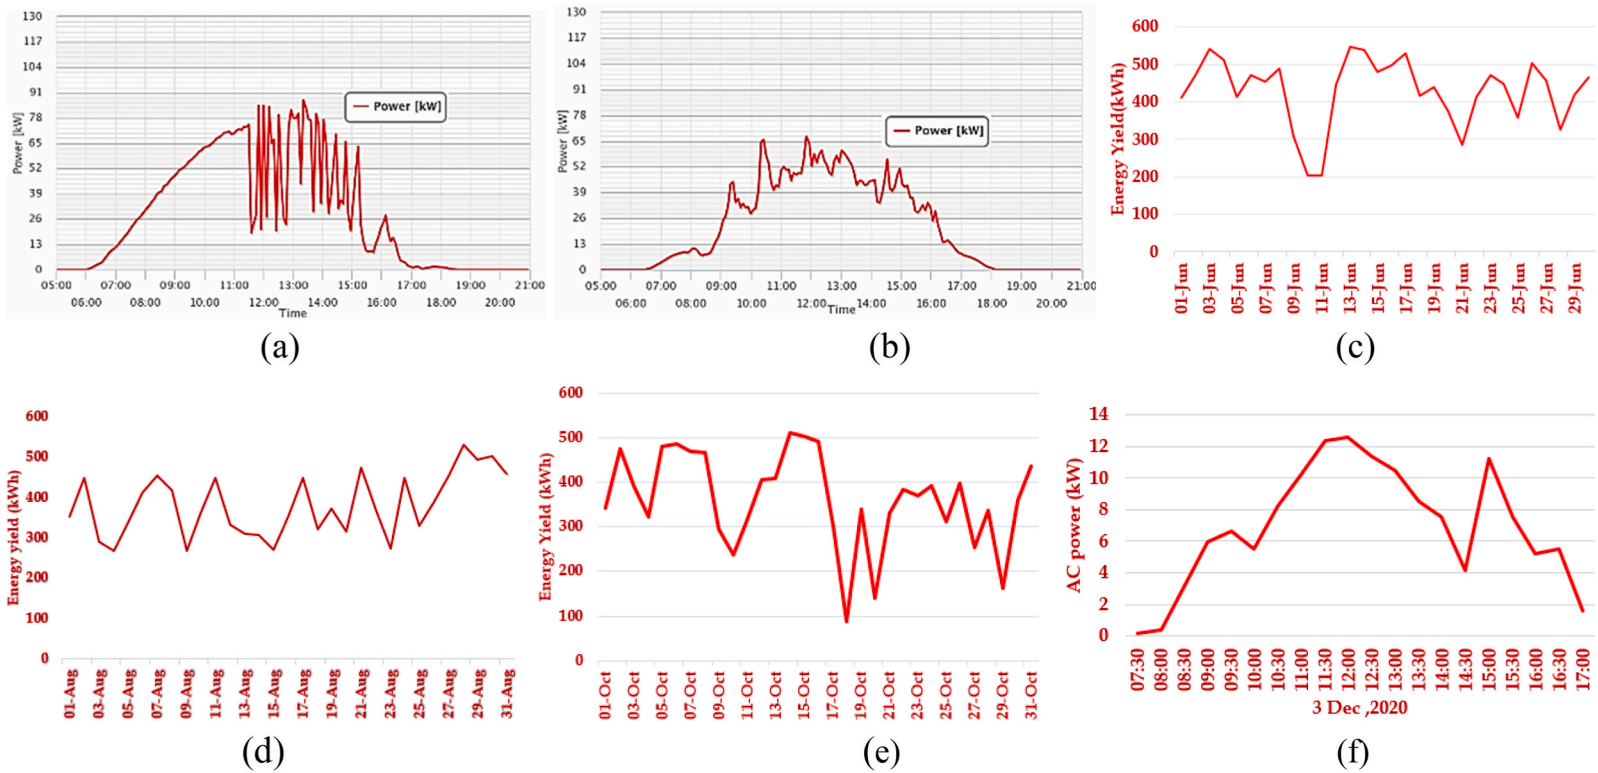 130
117
104
91
78
65
52
39
26
13
0
Power [kW]
Power [kW]
05:00 07:00 09:00 11:00 13:00 15:00 17:00 19:00 21:00
06:00 08:00 10:00 12:00 14:00 16:00 18:00 20:00
Time
(a)
130
117
104
91
78
65
52
39
26
13
0
Power [kW]
Power [kW]
05:00 07:00 09:00 11:00 13:00 15:00 17:00 19:00 21:00
06:00 08:00 10:00 12:00 14:00 16:00 18:00 20:00
Time
(b)
600
500
400
300
200
100
0
Energy Yield(kWh)
01-Jun 03-Jun 05-Jun 07-Jun 09-Jun 11-Jun 13-Jun 15-Jun 17-Jun 19-Jun 21-Jun 23-Jun 25-Jun 27-Jun 29-Jun
(c)
600
500
400
300
200
100
0
Energy yield (kWh)
01-Aug 03-Aug 05-Aug 07-Aug 09-Aug 11-Aug 13-Aug 15-Aug 17-Aug 19-Aug 21-Aug 23-Aug 25-Aug 27-Aug 29-Aug 31-Aug
(d)
600
500
400
300
200
100
0
Energy Yield (kWh)
01-Oct 03-Oct 05-Oct 07-Oct 09-Oct 11-Oct 13-Oct 15-Oct 17-Oct 19-Oct 21-Oct 23-Oct 25-Oct 27-Oct 29-Oct 31-Oct
(e)
14
12
10
8
6
4
2
0
AC power (kW)
07:30 08:00 08:30 09:00 09:30 10:00 10:30 11:00 11:30 12:00 12:30 13:00 13:30 14:00 14:30 15:00 15:30 16:00 16:30 17:00
3 Dec ,2020
(f)